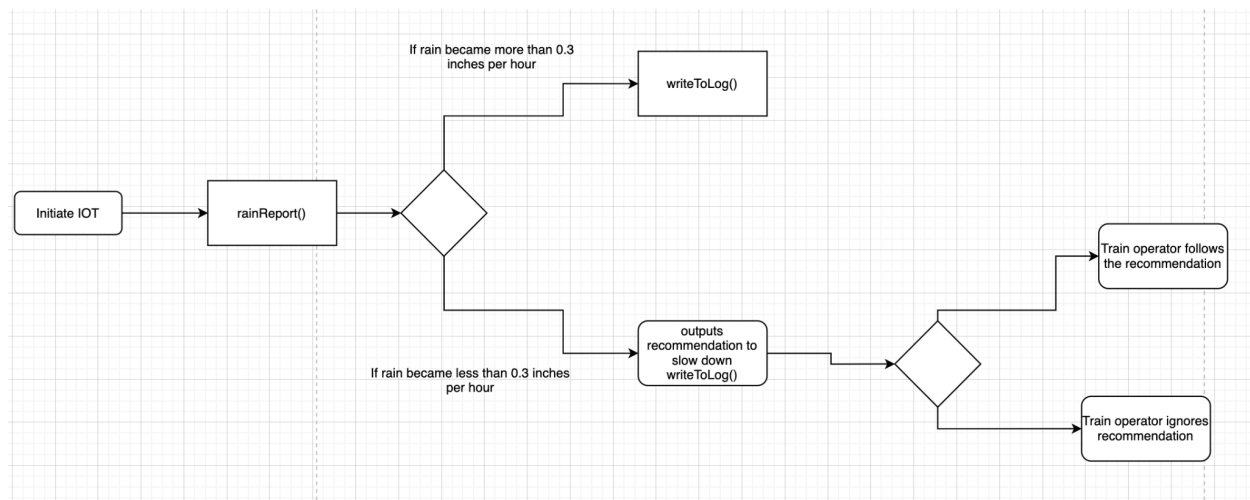 If rain became more than 0.3
inches per hour
writeToLog()
Initiate IOT
rainReport()
Train operator follows
the recommendation
outputs
recommendation to
slow down
writeToLog()
If rain became less than 0.3 inches
per hour
Train operator ignores
recommendation